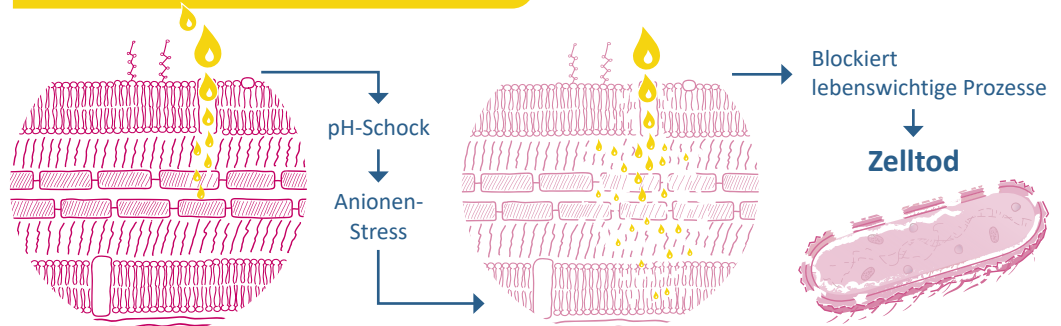 pH-Schock
Anionen-
Stress
Blockiert
lebenswichtige Prozesse
Zelltod